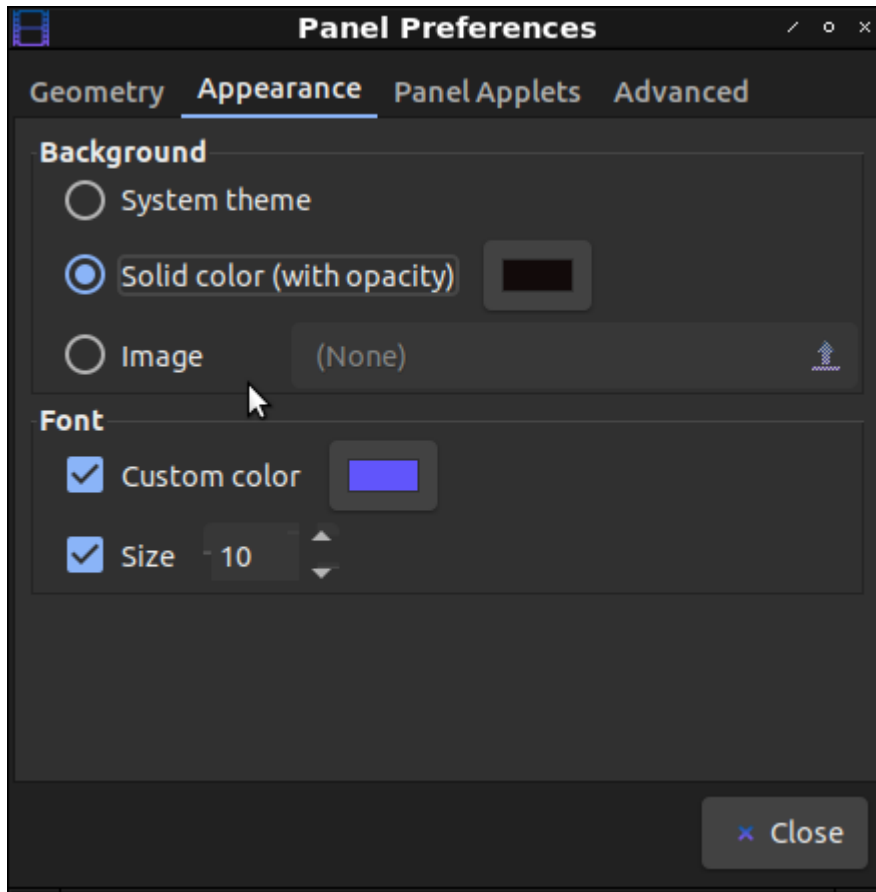 Panel Preferences
Geometry Appearance Panel Applets Advanced
Background
System theme
Solid color (with opacity)
Image (None)
Font
Custom color
Size 10
Close